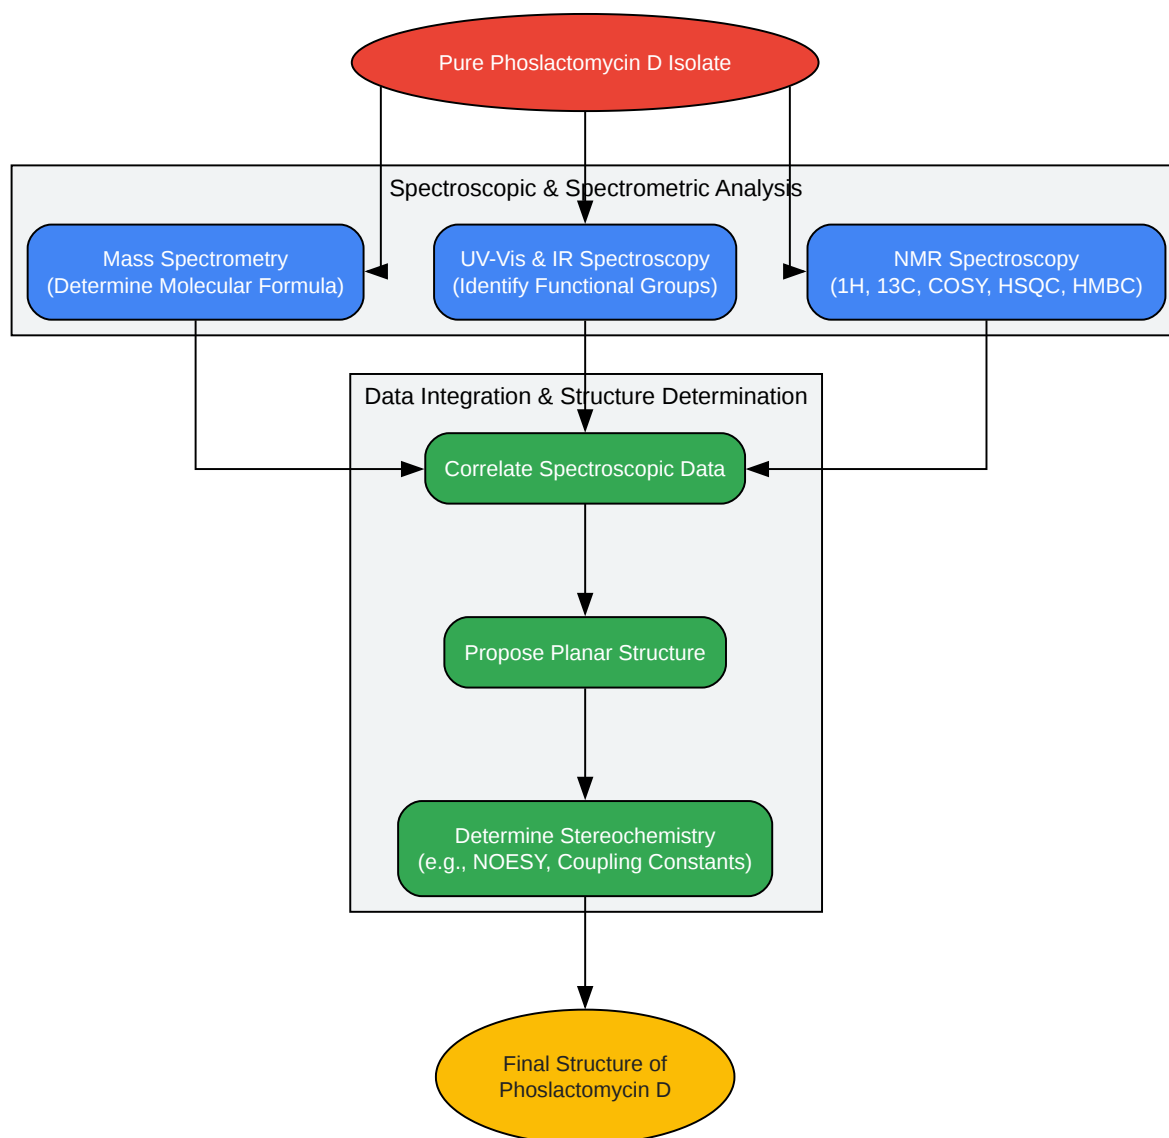 Pure Phoslactomycin D Isolate
Spectroscopic & Spectrometric Analysis
Mass Spectrometry
(Determine Molecular Formula)
UV-Vis & IR Spectroscopy
(Identify Functional Groups)
NMR Spectroscopy
(1H, 13C, COSY, HSQC, HMBC)
Data Integration & Structure Determination
Correlate Spectroscopic Data
Propose Planar Structure
Determine Stereochemistry
(e.g., NOESY, Coupling Constants)
Final Structure of
Phoslactomycin D